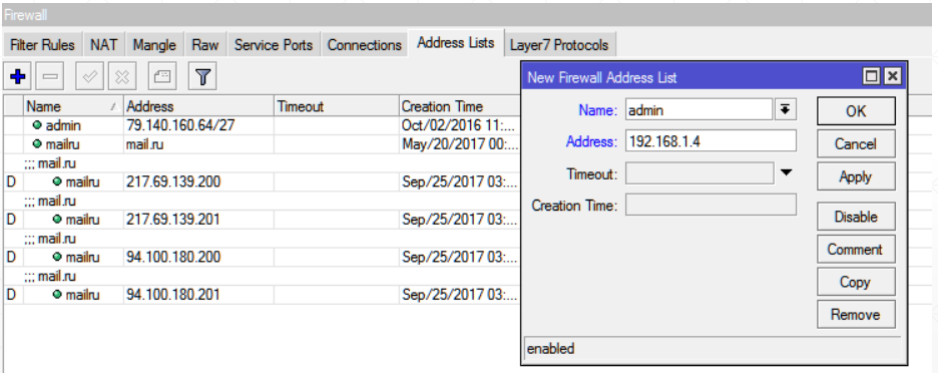 Firewall
Filter Rules NAT Mangle Raw Service Ports Connections Address Lists Layer7 Protocols
Name Address Timeout Creation Time
admin 79.140.160.64/27 Oct/02/2016 11:...
mailru mail.ru May/20/2017 00:...
;;; mail.ru
D mailru 217.69.139.200 Sep/25/2017 03:...
;;; mail.ru
D mailru 217.69.139.201 Sep/25/2017 03:...
;;; mail.ru
D mailru 94.100.180.200 Sep/25/2017 03:...
;;; mail.ru
D mailru 94.100.180.201 Sep/25/2017 03:...
New Firewall Address List
Name: admin
Address: 192.168.1.4
Timeout:
Creation Time:
OK
Cancel
Apply
Disable
Comment
Copy
Remove
enabled